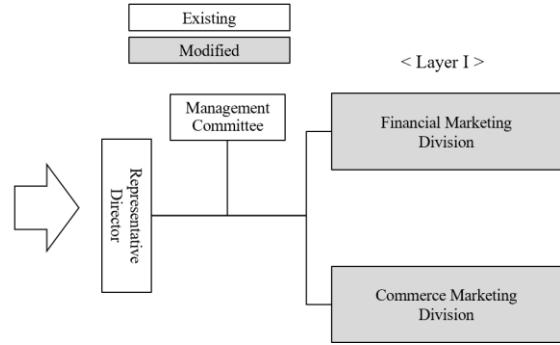 Existing
Modified
< Layer I >
Management
Committee
Financial Marketing
Division
Representative
Director
Commerce Marketing
Division